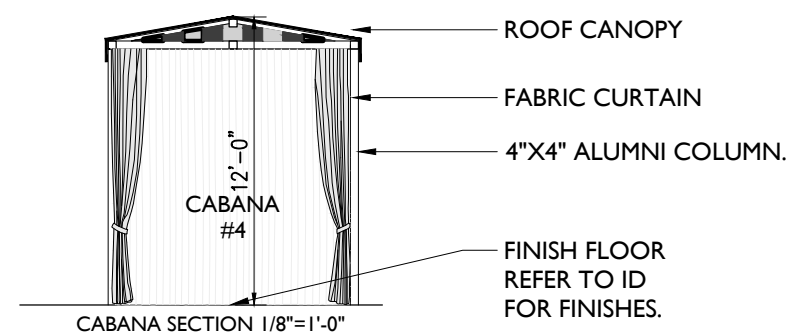 ROOF CANOPY
FABRIC CURTAIN
4"X4" ALUMNI COLUMN.
12'-0"
CABANA
#4
FINISH FLOOR
REFER TO ID
FOR FINISHES.
CABANA SECTION 1/8"=1'-0"